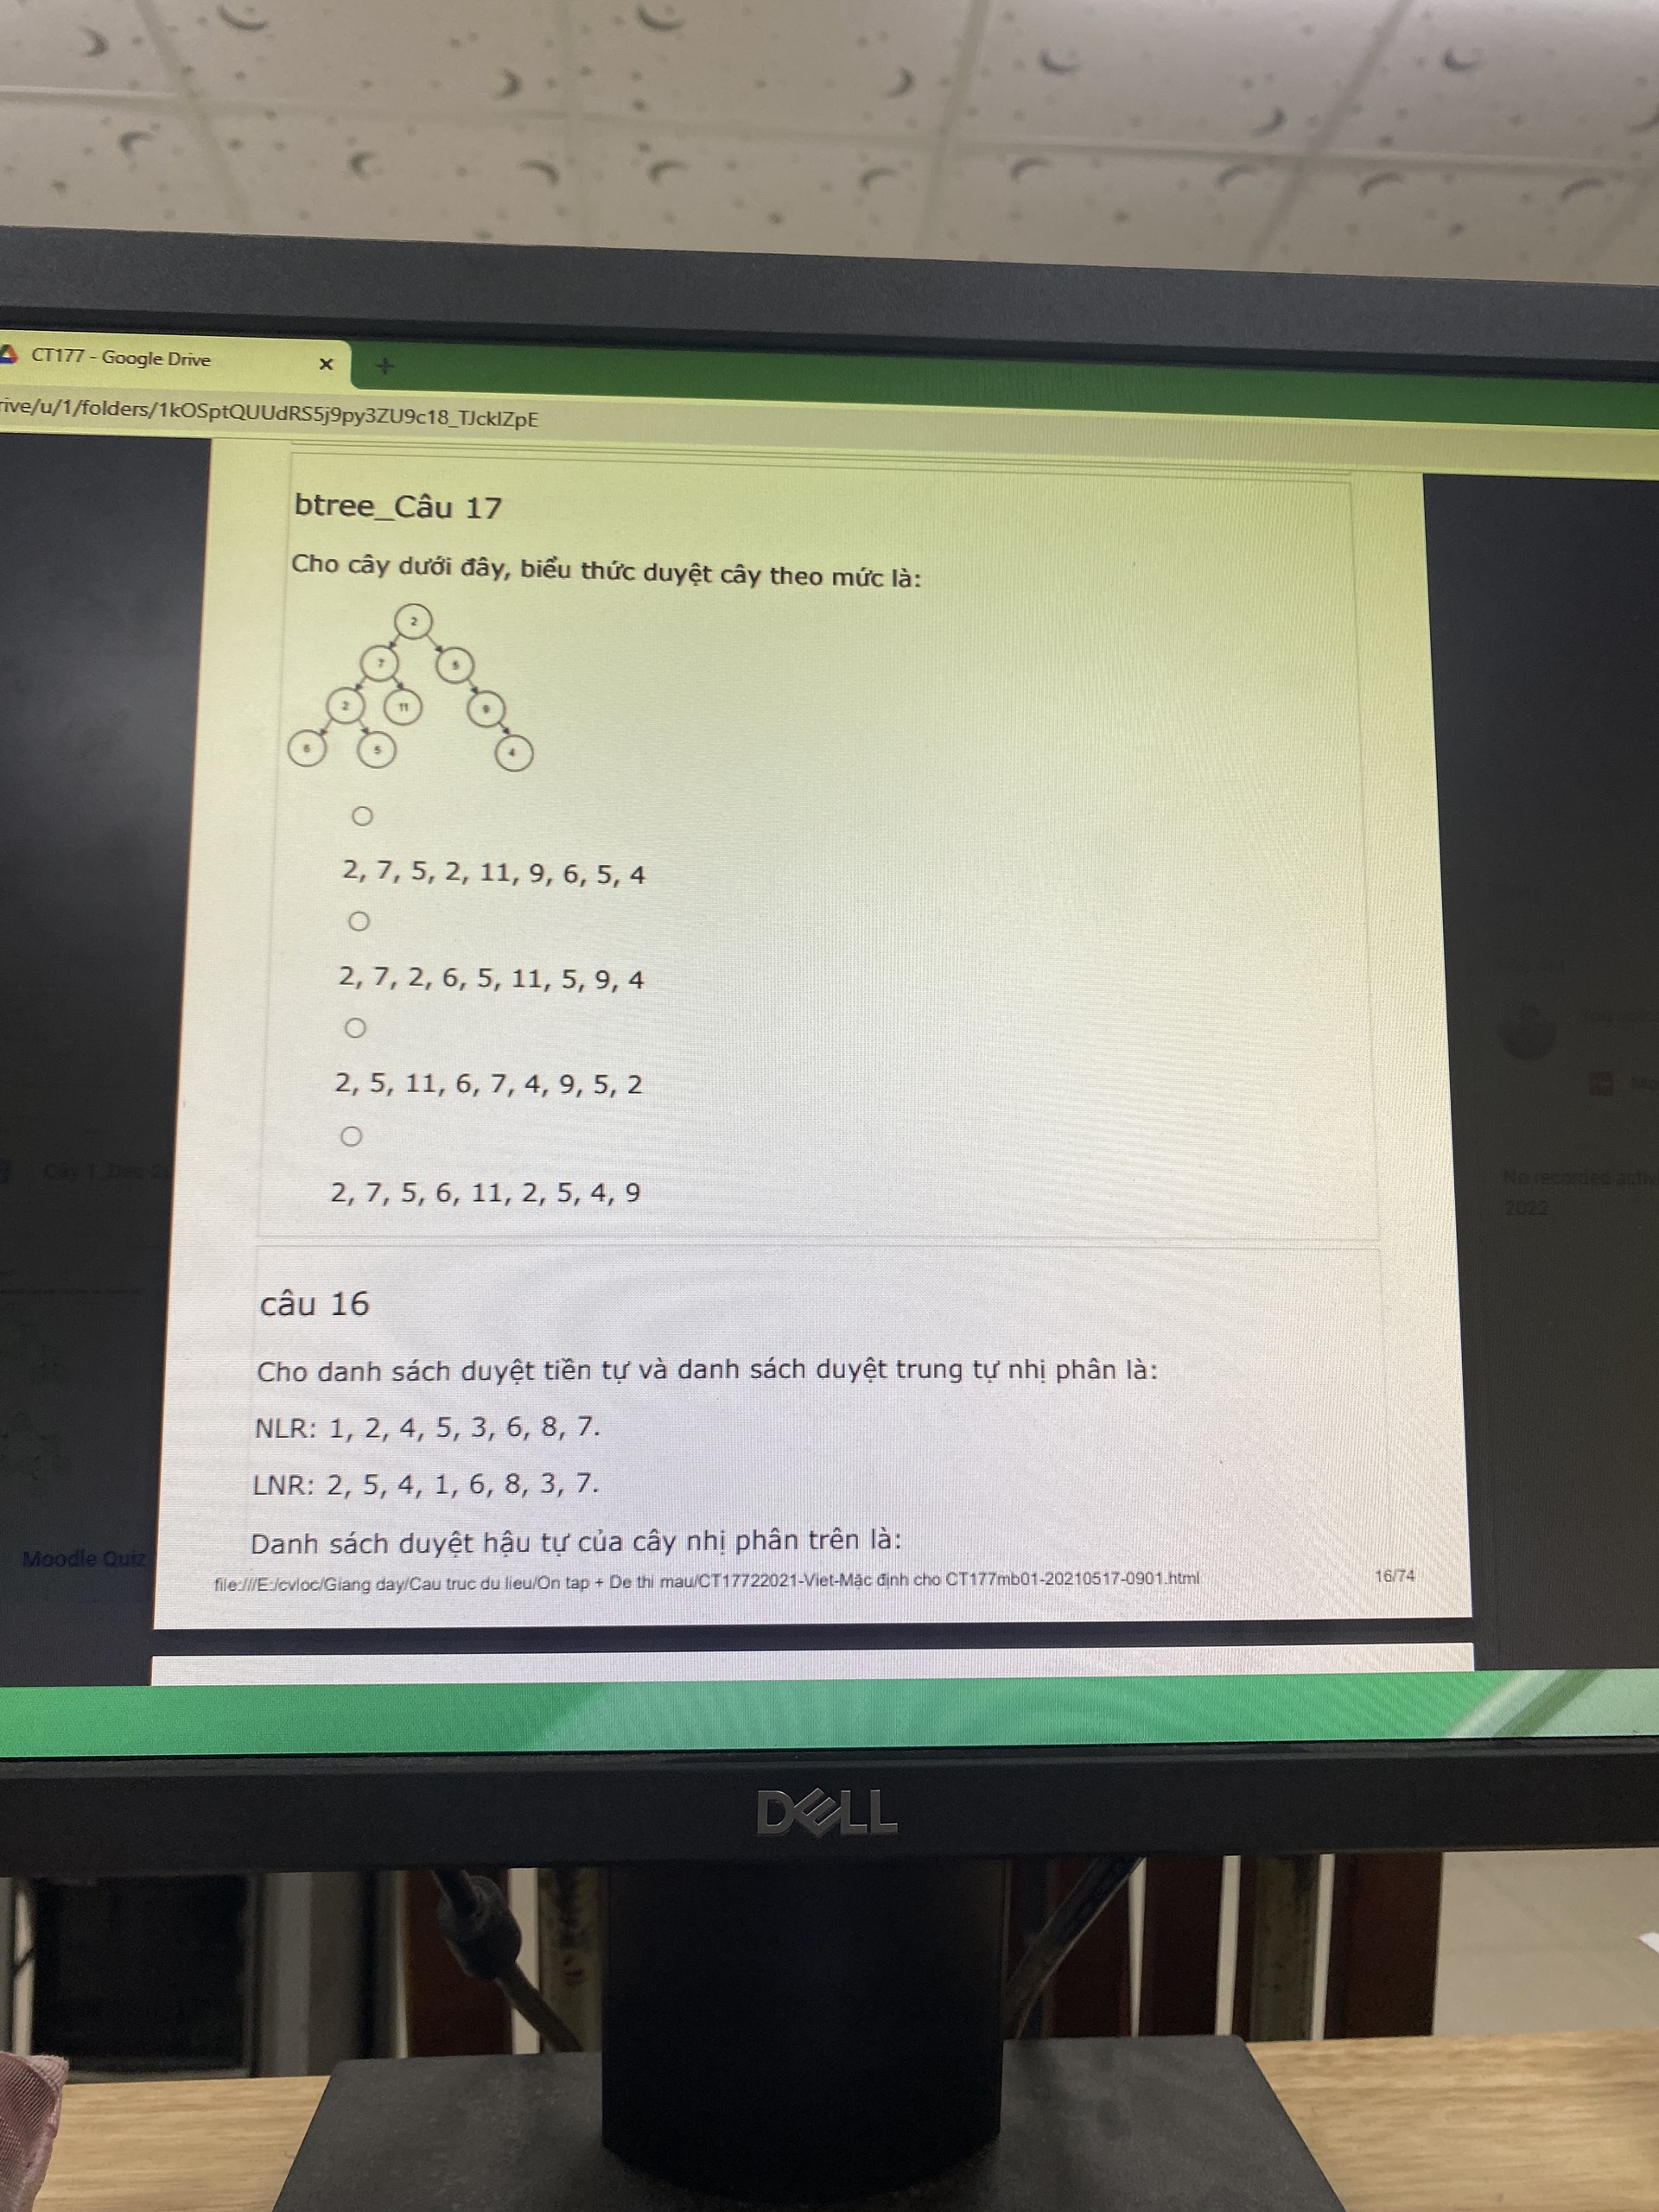 CT177 - Google Drive
rive/u/1/folders/1kOSptQUUdRS5j9py3ZU9c18_TJcklZpE
btree_Câu 17
Cho cây dưới đây, biểu thức duyệt cây theo mức là:
2
7 5
2 11 9
6 5 4
2, 7, 5, 2, 11, 9, 6, 5, 4
2, 7, 2, 6, 5, 11, 5, 9, 4
2, 5, 11, 6, 7, 4, 9, 5, 2
2, 7, 5, 6, 11, 2, 5, 4, 9
No recorded activ
2022
câu 16
Cho danh sách duyệt tiền tự và danh sách duyệt trung tự nhị phân là:
NLR: 1, 2, 4, 5, 3, 6, 8, 7.
LNR: 2, 5, 4, 1, 6, 8, 3, 7.
Danh sách duyệt hậu tự của cây nhị phân trên là:
Moodle Quiz
file:///E:/cvloc/Giang day/Cau truc du lieu/On tap + De thi mau/CT17722021-Viet-Mặc định cho CT177mb01-20210517-0901.html 16/74
DELL